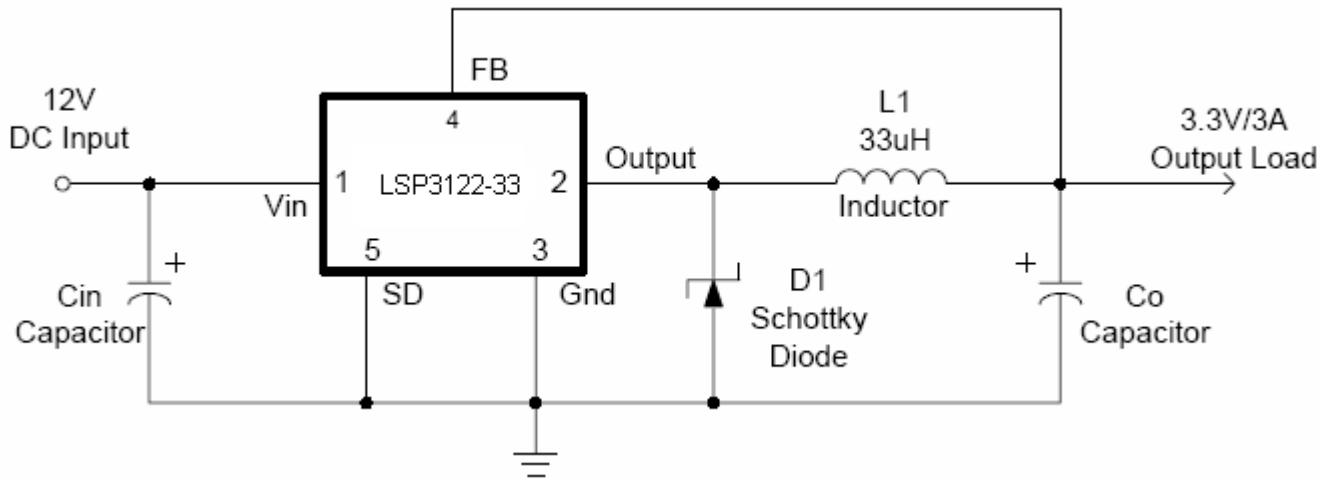 FB
12V
DC Input
4
L1
33uH
3.3V/3A
Output Load
Output
1
LSP3122-33
2
Vin
Inductor
5
3
+
SD
Gnd
+
Cin
Capacitor
D1
Schottky
Diode
Co
Capacitor